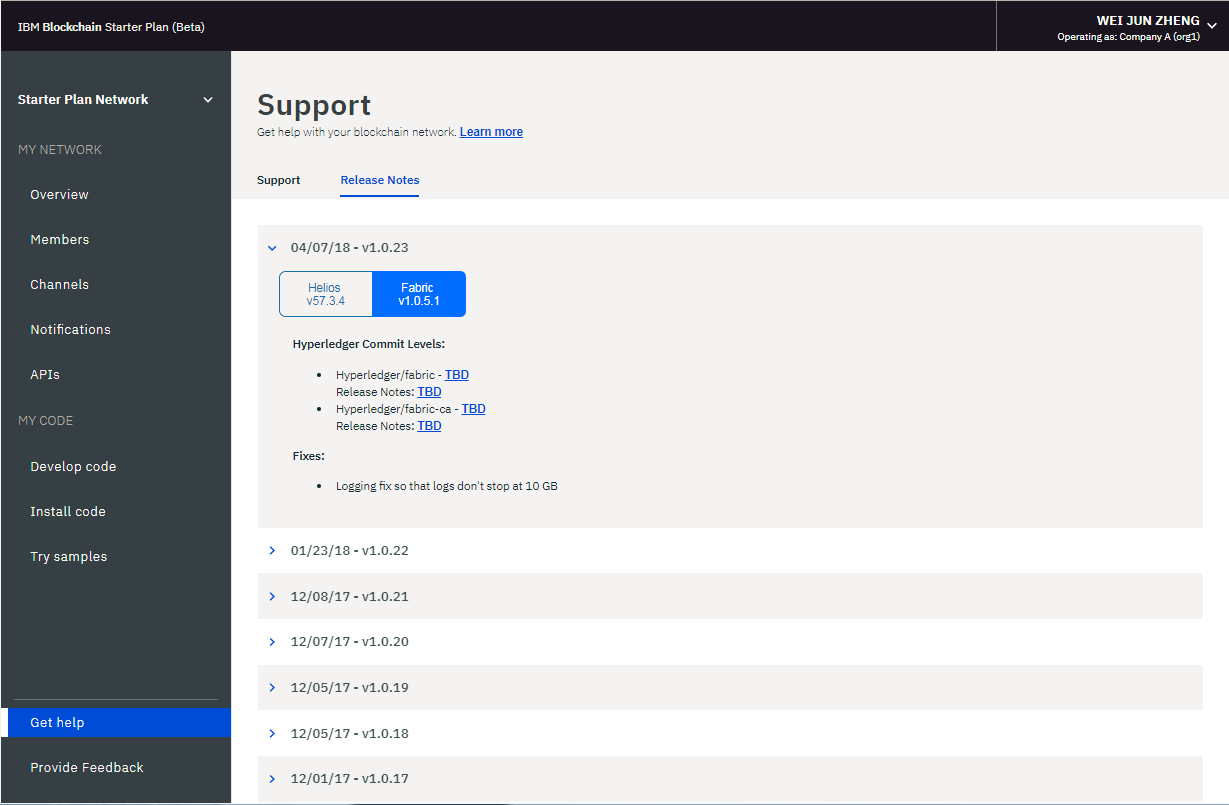 IBM Blockchain Starter Plan (Beta)
WEI JUN ZHENG
Operating as: Company A (org1)
Starter Plan Network
MY NETWORK
Overview
Members
Channels
Notifications
APIs
MY CODE
Develop code
Install code
Try samples
Get help
Provide Feedback
Support
Get help with your blockchain network. Learn more
Support Release Notes
04/07/18 - v1.0.23
Helios Fabric
v57.3.4 v1.0.5.1
Hyperledger Commit Levels:
• Hyperledger/fabric - TBD
Release Notes: TBD
• Hyperledger/fabric-ca - TBD
Release Notes: TBD
Fixes:
• Logging fix so that logs don't stop at 10 GB
01/23/18 - v1.0.22
12/08/17 - v1.0.21
12/07/17 - v1.0.20
12/05/17 - v1.0.19
12/05/17 - v1.0.18
12/01/17 - v1.0.17